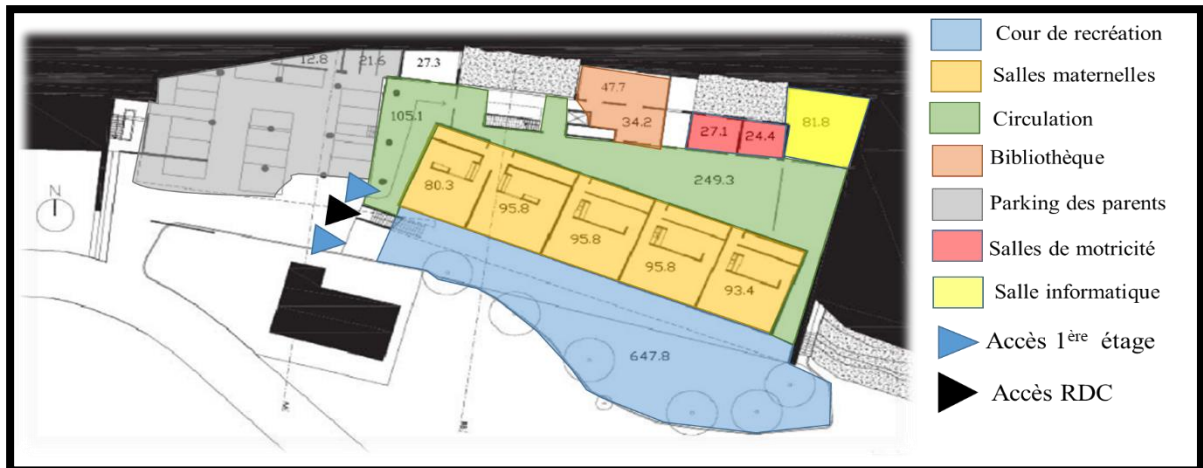 12.8
21.6
27.3
47.7
34.2
105.1
27.1
24.4
81.8
249.3
80.3
95.8
95.8
95.8
93.4
647.8
N
Cour de recréation
Salles maternelles
Circulation
Bibliothèque
Parking des parents
Salles de motricité
Salle informatique
Accès 1ère étage
Accès RDC